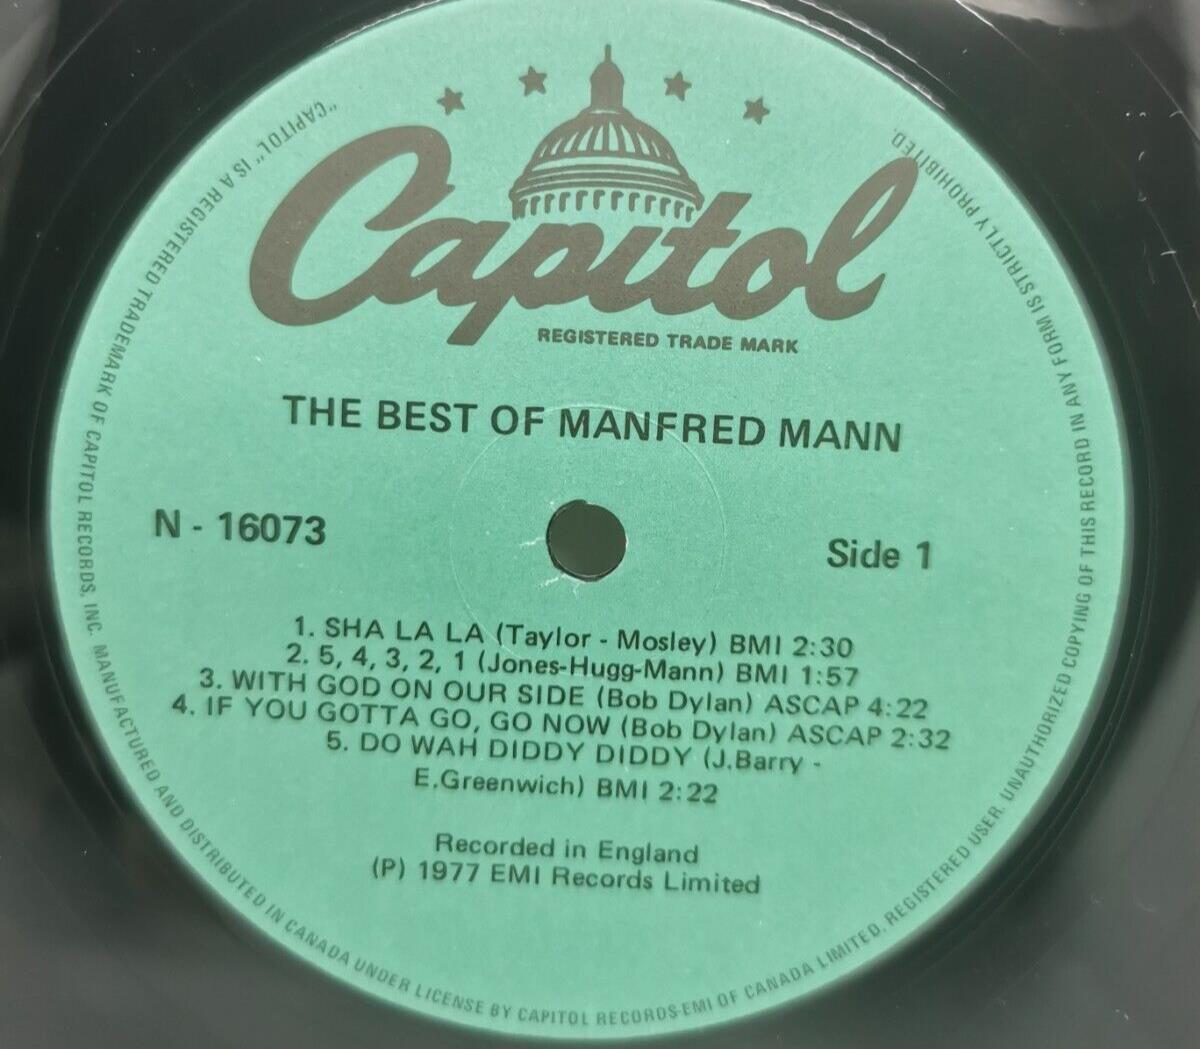 Capitol
REGISTERED TRADE MARK
THE BEST OF MANFRED MANN
N - 16073
Side 1
1. SHA LA LA (Taylor - Mosley) BMI 2:30
2. 5, 4, 3, 2, 1 (Jones-Hugg-Mann) BMI 1:57
3. WITH GOD ON OUR SIDE (Bob Dylan) ASCAP 4:22
4. IF YOU GOTTA GO, GO NOW (Bob Dylan) ASCAP 2:32
5. DO WAH DIDDY DIDDY (J.Barry -
E.Greenwich) BMI 2:22
Recorded in England
(P) 1977 EMI Records Limited
"CAPITOL" IS A REGISTERED TRADEMARK OF CAPITOL RECORDS, INC. MANUFACTURED AND DISTRIBUTED IN CANADA UNDER LICENSE BY CAPITOL RECORDS-EMI OF CANADA LIMITED, REGISTERED USER. UNAUTHORIZED COPYING OF THIS RECORD IN ANY FORM IS STRICTLY PROHIBITED.